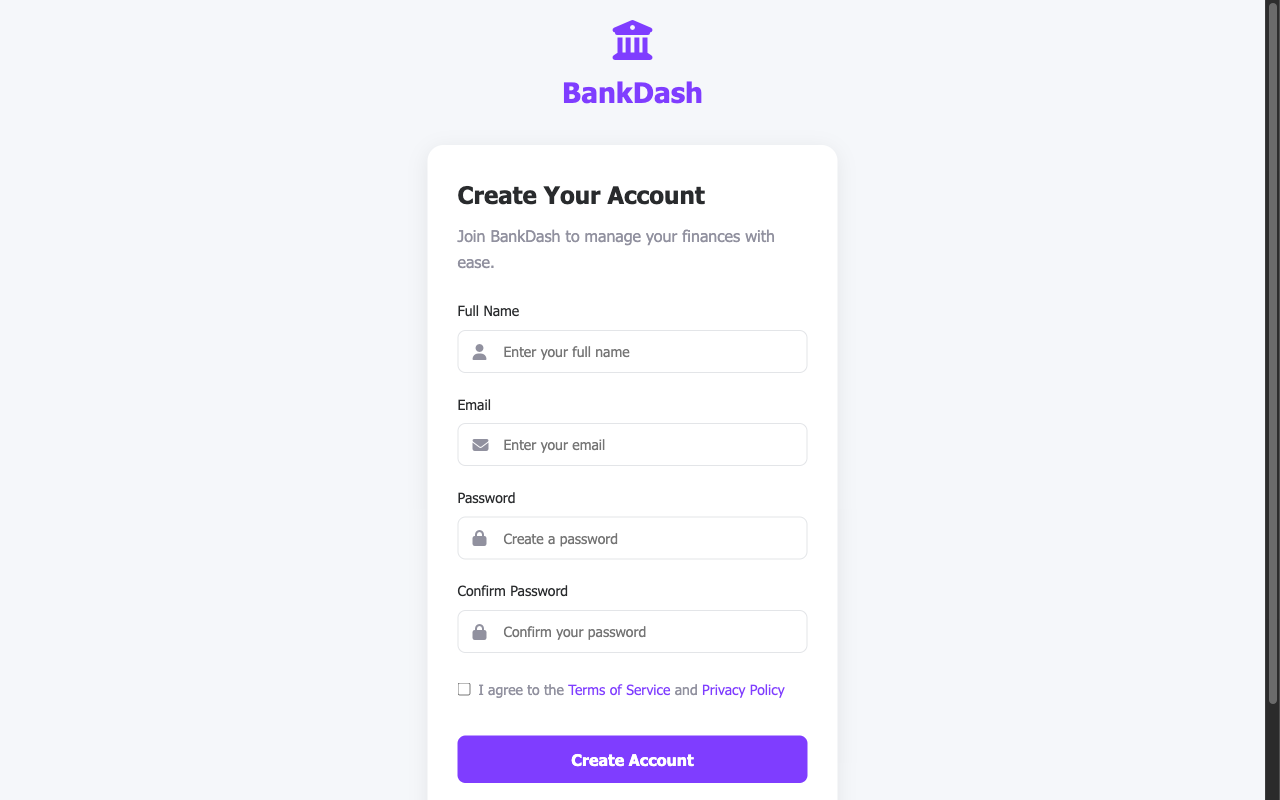 BankDash
Create Your Account
Join BankDash to manage your finances with
ease.
Full Name
Enter your full name
Email
Enter your email
Password
Create a password
Confirm Password
Confirm your password
I agree to the Terms of Service and Privacy Policy
Create Account